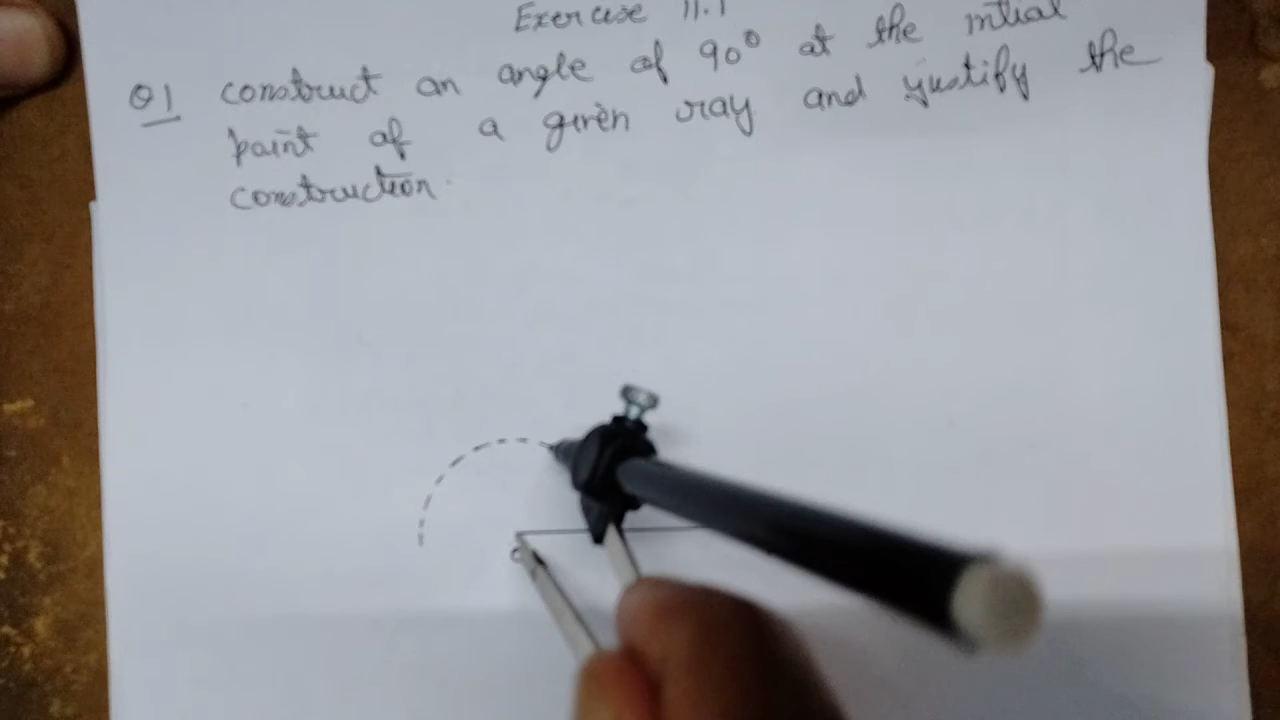 Exercise 11.1
Q1 construct an angle of 90° at the intial
point of a given ray and justify the
construction.
o